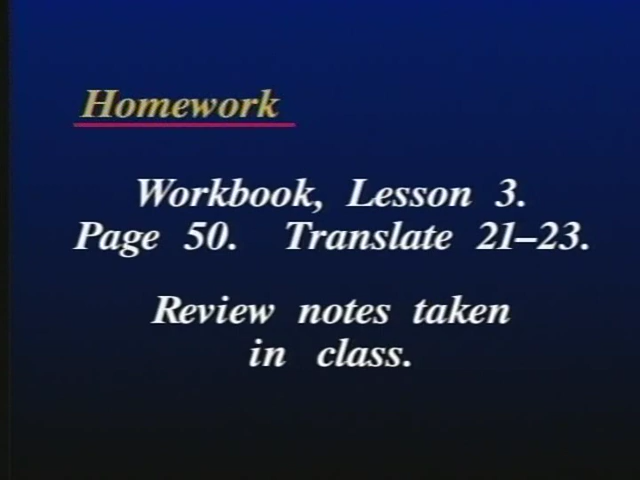 Homework
Workbook, Lesson 3.
Page 50. Translate 21–23.
Review notes taken
in class.